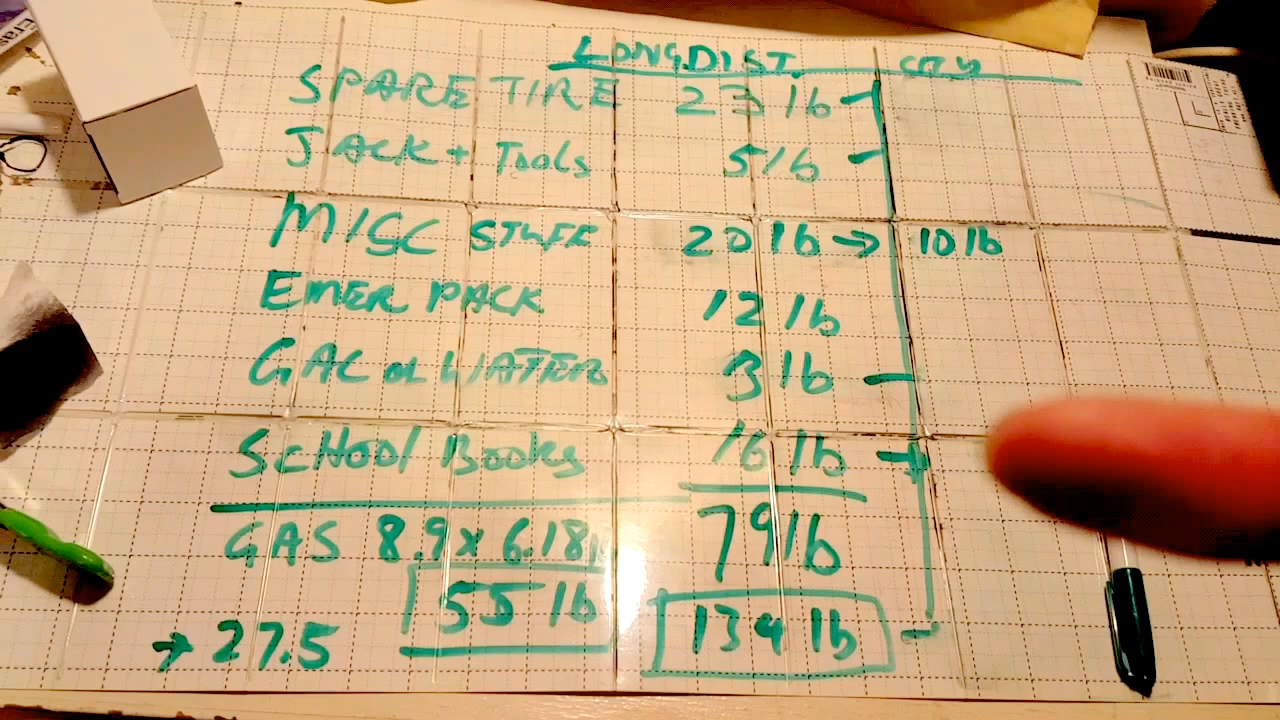 LONG DIST. CITY
SPARE TIRE 23 lb
JACK + Tools 5 lb
MISC STUFF 20 lb → 10 lb
EMER PACK 12 lb
GAL OF WATER 3 lb
SCHOOl Books 16 lb
GAS 8.9 x 6.18 79 lb
55 lb 134 lb
→ 27.5